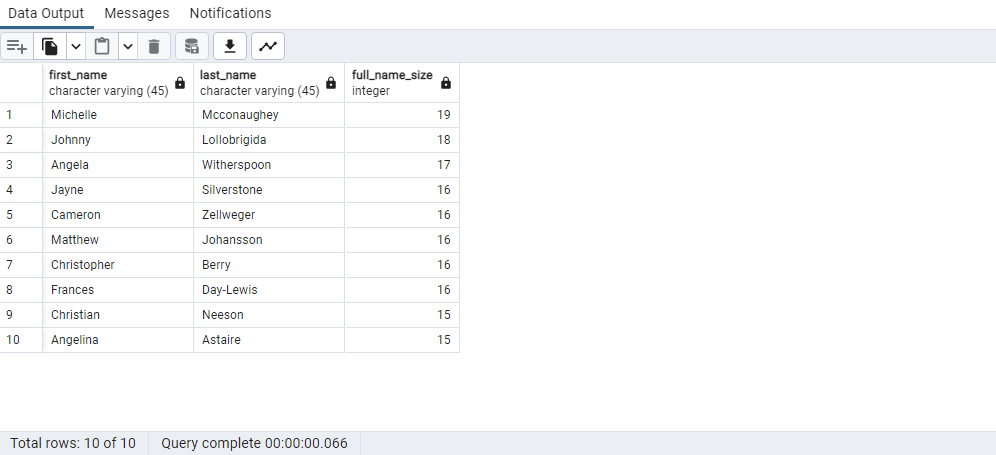 Data Output Messages Notifications
first_name last_name full_name_size
character varying (45) character varying (45) integer
1 Michelle Mcconaughey 19
2 Johnny Lollobrigida 18
3 Angela Witherspoon 17
4 Jayne Silverstone 16
5 Cameron Zellweger 16
6 Matthew Johansson 16
7 Christopher Berry 16
8 Frances Day-Lewis 16
9 Christian Neeson 15
10 Angelina Astaire 15
Total rows: 10 of 10 Query complete 00:00:00.066